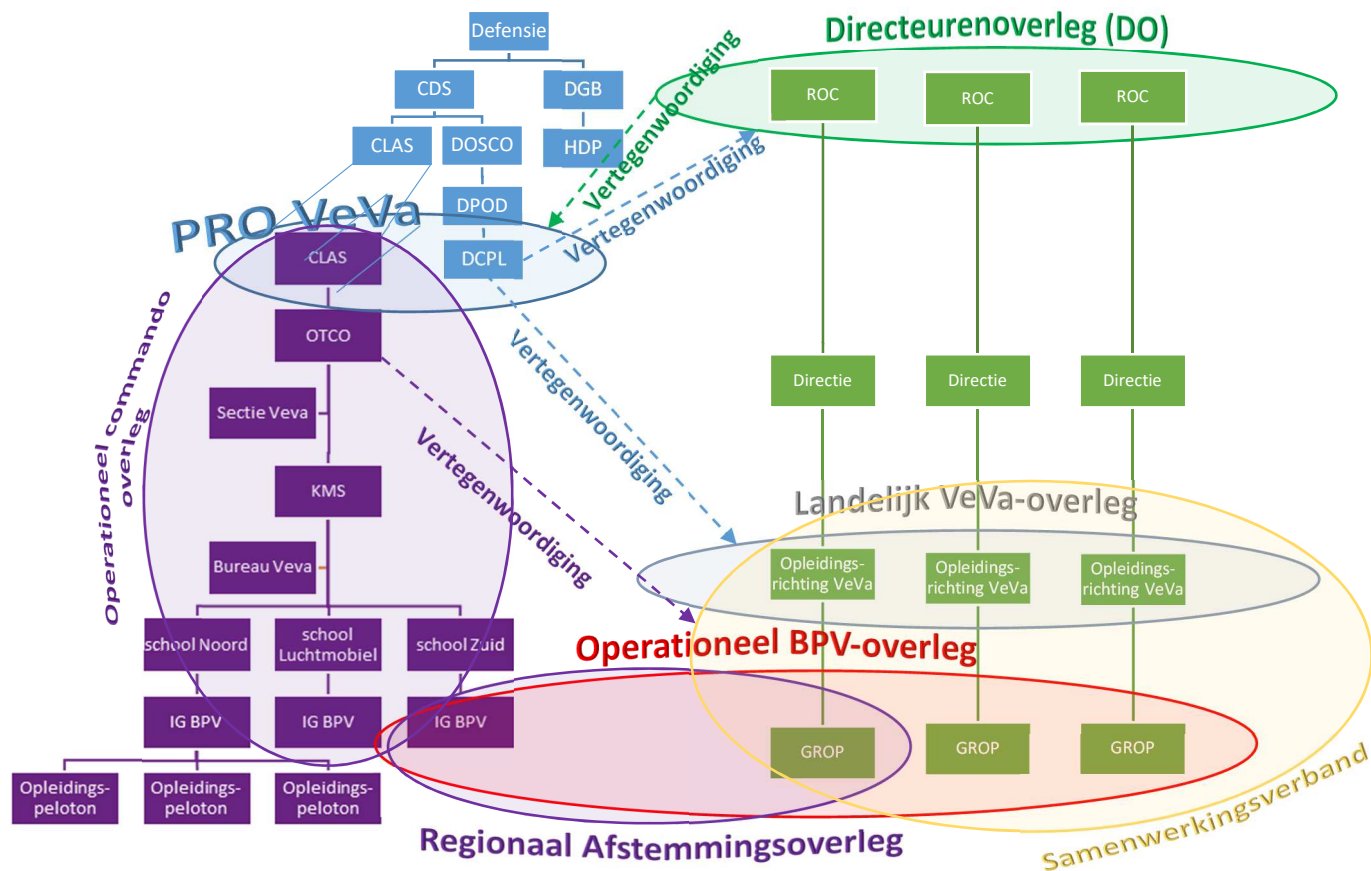 Defensie
Directeurenoverleg (DO)
CDS
DGB
ROC
ROC
ROC
CLAS
DOSCO
HDP
Vertegenwoordiging
Vertegenwoordiging
DPOD
PRO VeVa
CLAS
DCPL
OTCO
Operationeel commando
overleg
Vertegenwoordiging
Directie
Directie
Directie
Sectie Veva
Vertegenwoordiging
KMS
Landelijk VeVa-overleg
Bureau Veva
Opleidings-
richting VeVa
Opleidings-
richting VeVa
Opleidings-
richting VeVa
school Noord
school
Luchtmobiel
school Zuid
Operationeel BPV-overleg
IG BPV
IG BPV
IG BPV
GROP
GROP
GROP
Opleidings-
peloton
Opleidings-
peloton
Opleidings-
peloton
Regionaal Afstemmingsoverleg
Samenwerkingsverband